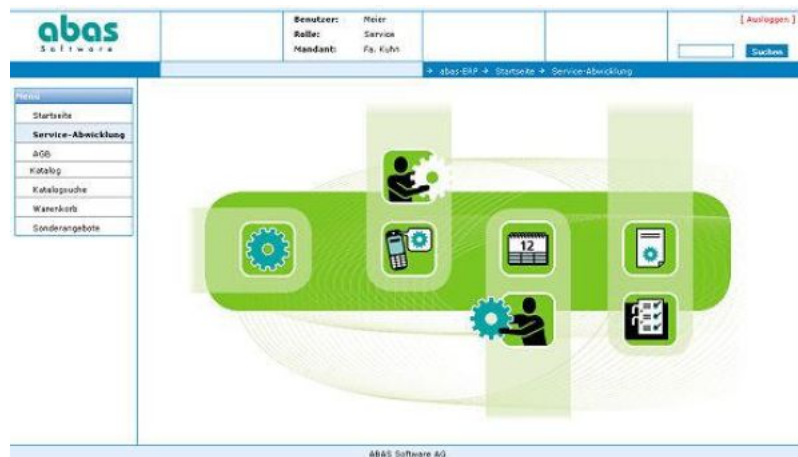 abas
Software
Benutzer: Meier
Rolle: Service
Mandant: Fa. Kuhn
[ Ausloggen ]
Suchen
→ abas-ERP → Startseite → Service-Abwicklung
Menü
Startseite
Service-Abwicklung
AGB
Katalog
Katalogsuche
Warenkorb
Sonderangebote
12
ABAS Software AG